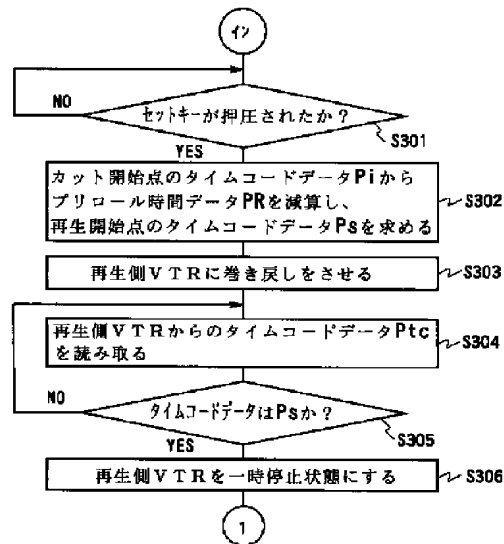 イン
NO
セットキーが押圧されたか？
S301
YES
カット開始点のタイムコードデータPiから
プリロール時間データPRを減算し、
再生開始点のタイムコードデータPsを求める
S302
再生側VTRに巻き戻しをさせる
S303
再生側VTRからのタイムコードデータPtc
を読み取る
S304
NO
タイムコードデータはPsか？
S305
YES
再生側VTRを一時停止状態にする
S306
1